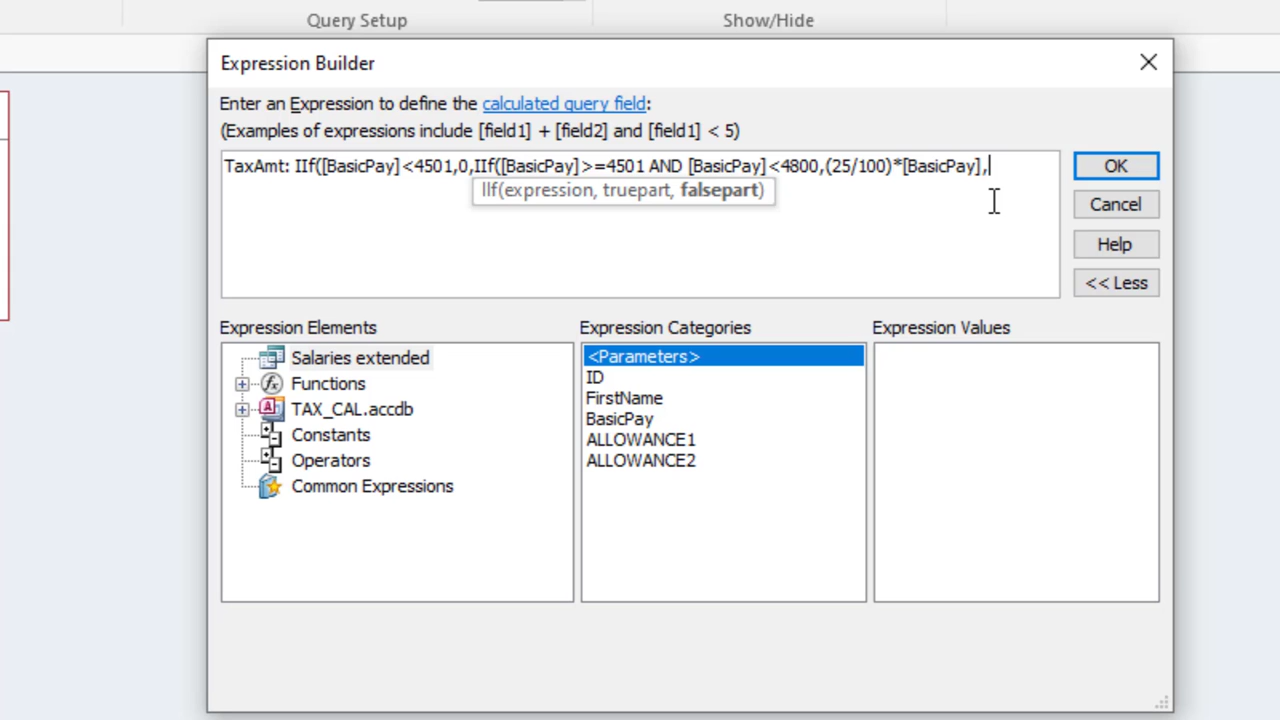 Query Setup
Show/Hide
Expression Builder
Enter an Expression to define the calculated query field:
(Examples of expressions include [field1] + [field2] and [field1] < 5)
TaxAmt: IIf([BasicPay]<4501,0,IIf([BasicPay]>=4501 AND [BasicPay]<4800,(25/100)*[BasicPay],
IIf(expression, truepart, falsepart)
OK
Cancel
Help
<< Less
Expression Elements
Salaries extended
Functions
TAX_CAL.accdb
Constants
Operators
Common Expressions
Expression Categories
<Parameters>
ID
FirstName
BasicPay
ALLOWANCE1
ALLOWANCE2
Expression Values